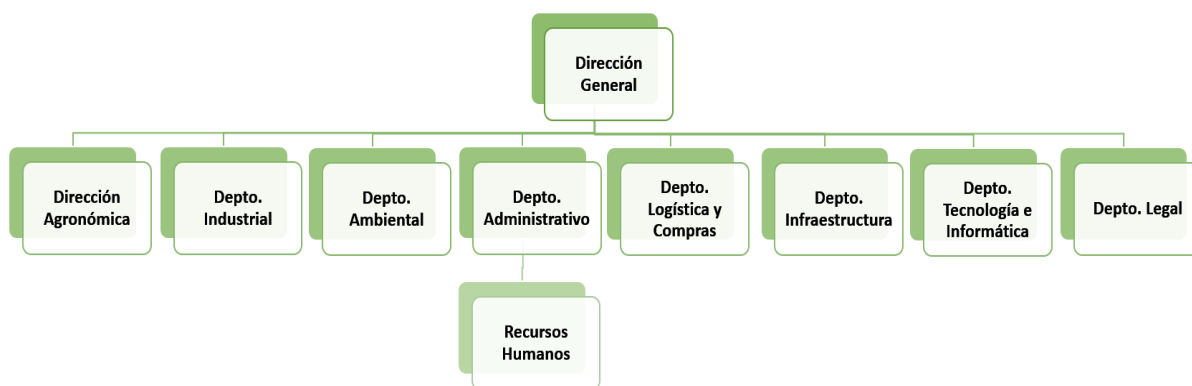 Dirección
General
Dirección
Agronómica
Depto.
Industrial
Depto.
Ambiental
Depto.
Administrativo
Depto.
Logística y
Compras
Depto.
Infraestructura
Depto.
Tecnología e
Informática
Depto. Legal
Recursos
Humanos